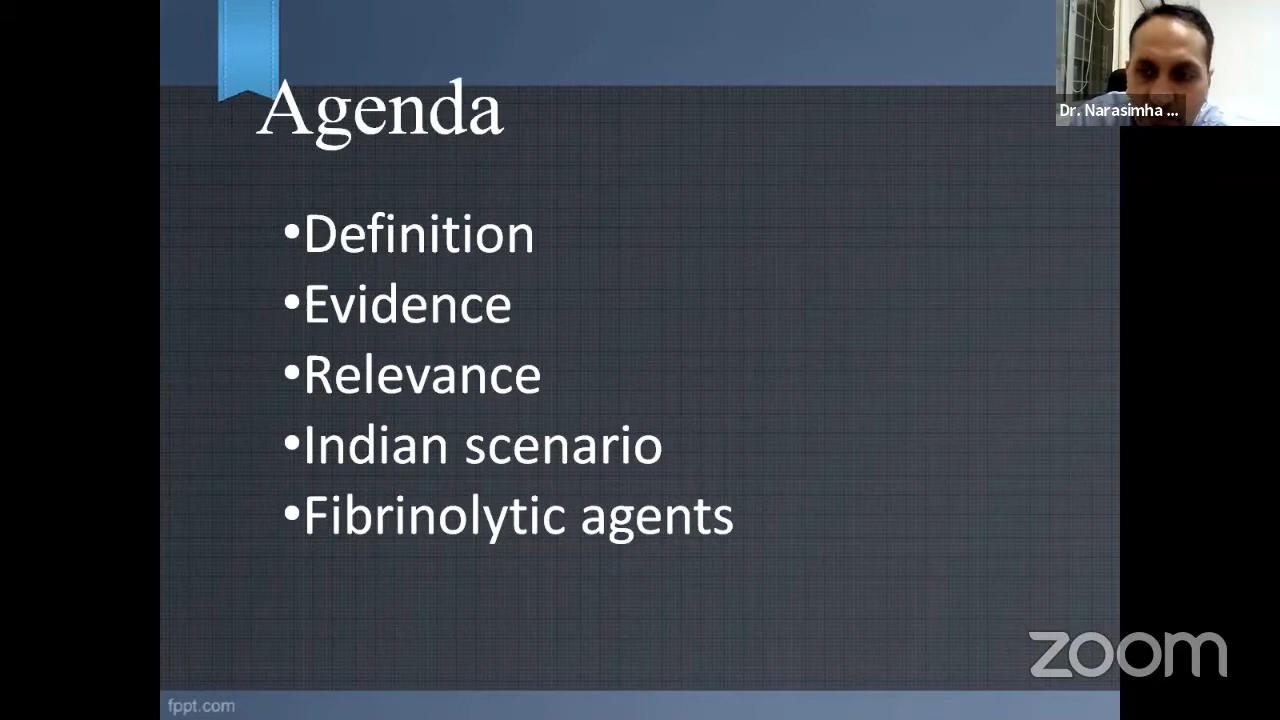 Agenda
Dr. Narasimha ...
•Definition
•Evidence
•Relevance
•Indian scenario
•Fibrinolytic agents
zoom
fppt.com